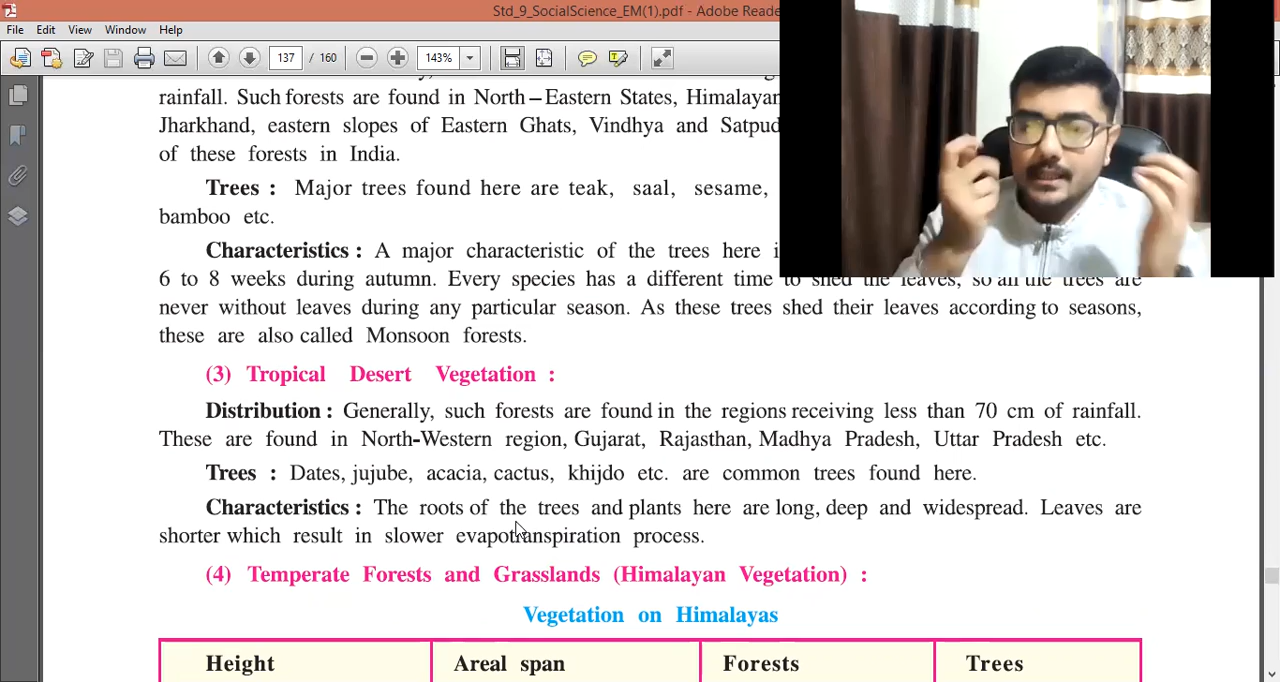 Std_9_SocialScience_EM(1).pdf - Adobe Reade
File Edit View Window Help
137 / 160 143%
rainfall. Such forests are found in North – Eastern States, Himalayan
Jharkhand, eastern slopes of Eastern Ghats, Vindhya and Satpud
of these forests in India.
Trees : Major trees found here are teak, saal, sesame,
bamboo etc.
Characteristics : A major characteristic of the trees here i
6 to 8 weeks during autumn. Every species has a different time to shed the leaves, so all the trees are
never without leaves during any particular season. As these trees shed their leaves according to seasons,
these are also called Monsoon forests.
(3) Tropical Desert Vegetation :
Distribution : Generally, such forests are found in the regions receiving less than 70 cm of rainfall.
These are found in North-Western region, Gujarat, Rajasthan, Madhya Pradesh, Uttar Pradesh etc.
Trees : Dates, jujube, acacia, cactus, khijdo etc. are common trees found here.
Characteristics : The roots of the trees and plants here are long, deep and widespread. Leaves are
shorter which result in slower evapotranspiration process.
(4) Temperate Forests and Grasslands (Himalayan Vegetation) :
Vegetation on Himalayas
Height Areal span Forests Trees